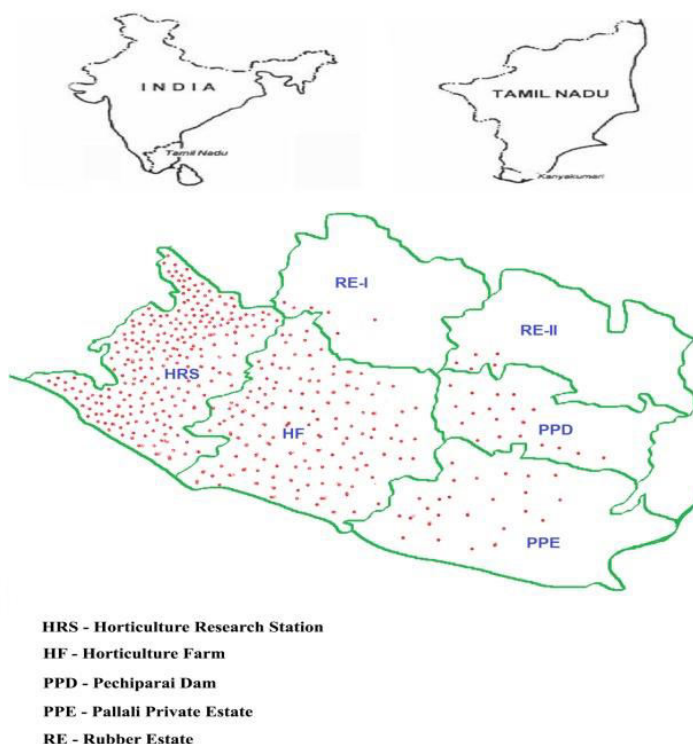 INDIA
Tamil Nadu
TAMIL NADU
Kanyakumari
RE-I
RE-II
HRS
HF
PPD
PPE
HRS - Horticulture Research Station
HF - Horticulture Farm
PPD - Pechiparai Dam
PPE - Pallali Private Estate
RE - Rubber Estate